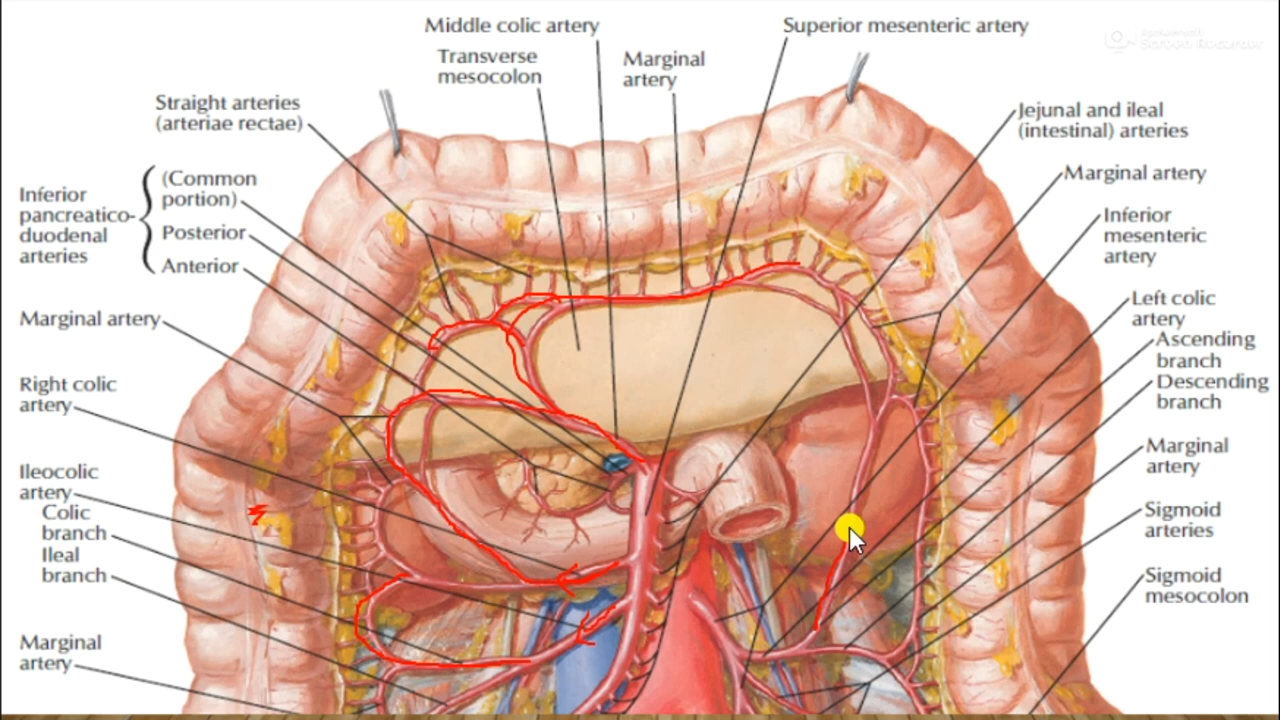 Middle colic artery
Superior mesenteric artery
Transverse
mesocolon
Marginal
artery
Straight arteries
(arteriae rectae)
Jejunal and ileal
(intestinal) arteries
Marginal artery
Inferior
pancreatico-
duodenal
arteries
(Common
portion)
Posterior
Anterior
Inferior
mesenteric
artery
Marginal artery
Left colic
artery
Ascending
branch
Descending
branch
Right colic
artery
Marginal
artery
Ileocolic
artery
Colic
branch
Ileal
branch
Sigmoid
arteries
Sigmoid
mesocolon
Marginal
artery
Screen Recorder